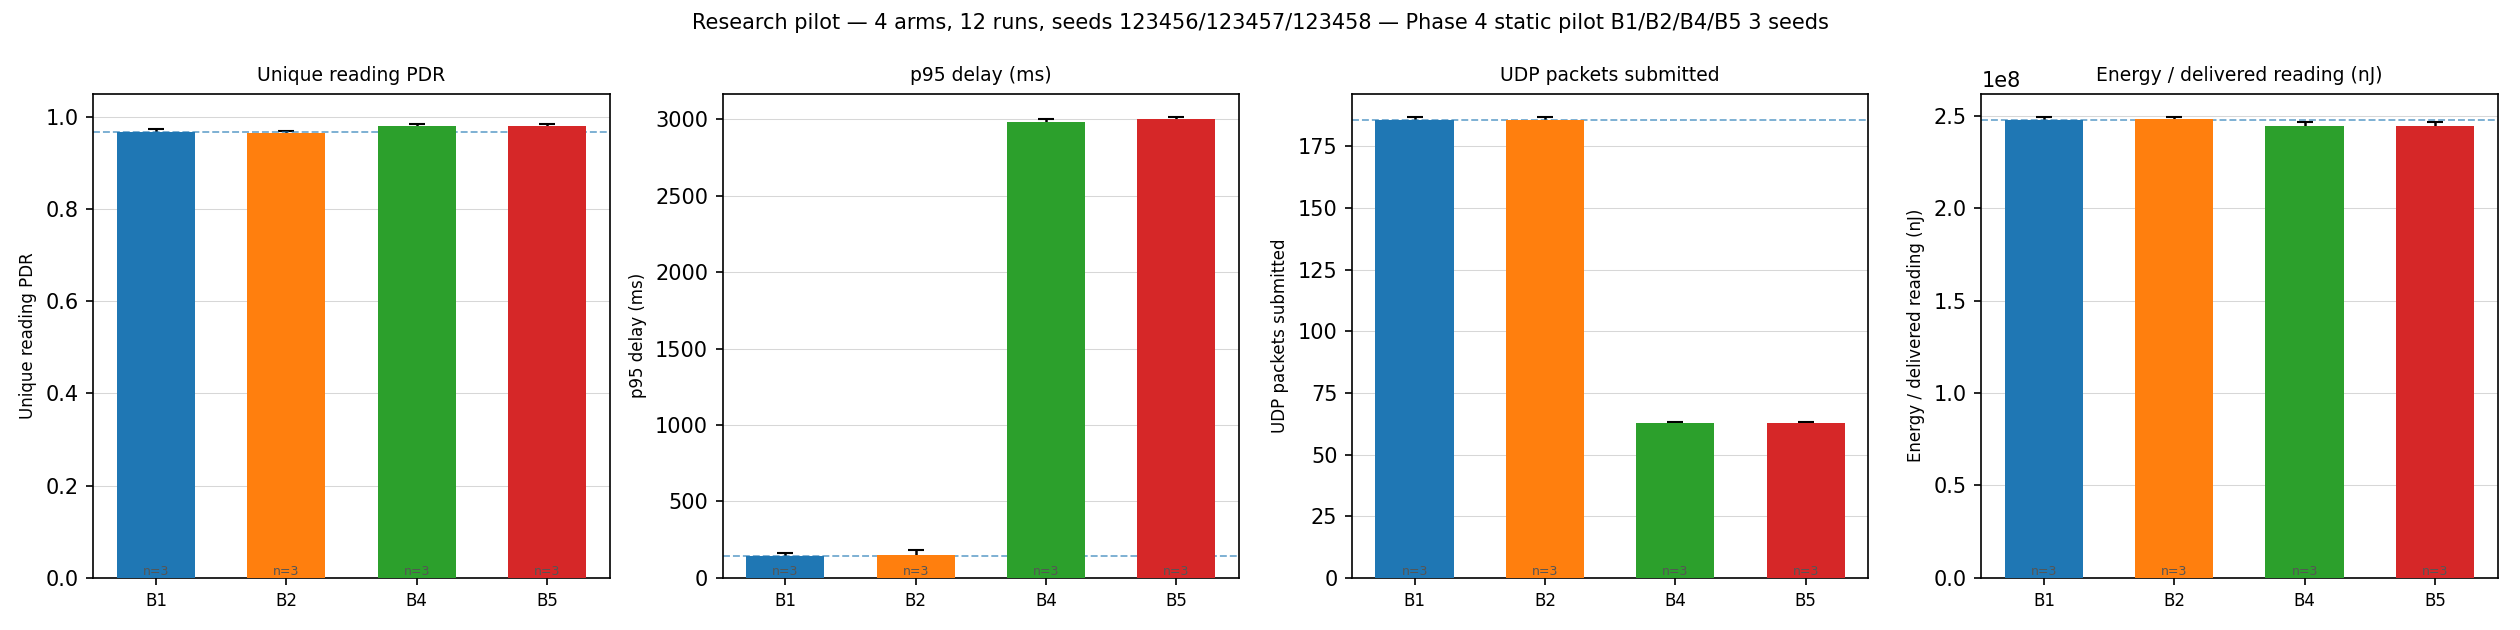 Research pilot — 4 arms, 12 runs, seeds 123456/123457/123458 — Phase 4 static pilot B1/B2/B4/B5 3 seeds
Unique reading PDR
Unique reading PDR
1.0
0.8
0.6
0.4
0.2
0.0
n=3
n=3
n=3
n=3
B1
B2
B4
B5
p95 delay (ms)
p95 delay (ms)
3000
2500
2000
1500
1000
500
0
n=3
n=3
n=3
n=3
B1
B2
B4
B5
UDP packets submitted
UDP packets submitted
175
150
125
100
75
50
25
0
n=3
n=3
n=3
n=3
B1
B2
B4
B5
1e8
Energy / delivered reading (nJ)
Energy / delivered reading (nJ)
2.5
2.0
1.5
1.0
0.5
0.0
n=3
n=3
n=3
n=3
B1
B2
B4
B5